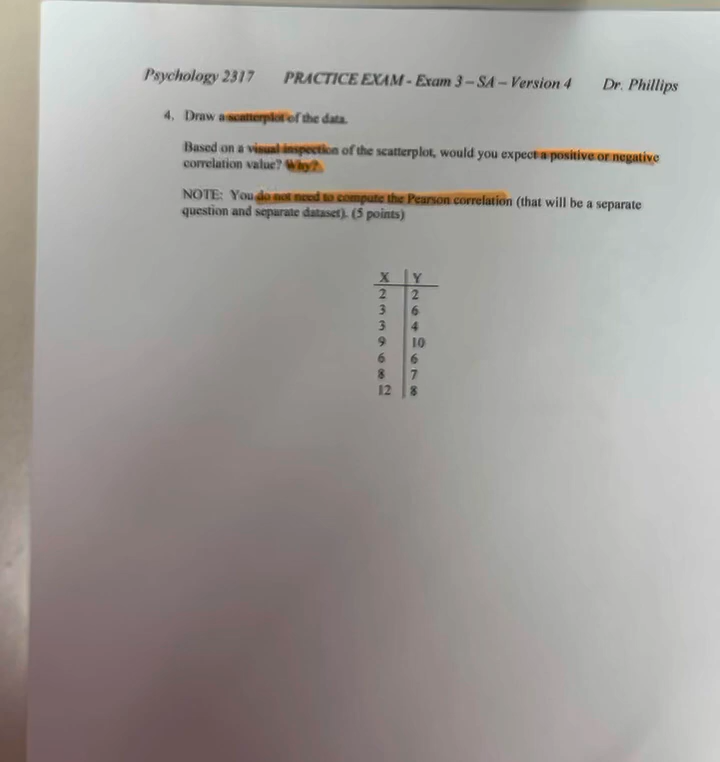 Psychology 2317 PRACTICE EXAM - Exam 3 – SA – Version 4 Dr. Phillips
4. Draw a scatterplot of the data.
Based on a visual inspection of the scatterplot, would you expect a positive or negative
correlation value? Why?
NOTE: You do not need to compute the Pearson correlation (that will be a separate
question and separate dataset). (5 points)
X Y
2 2
3 6
3 4
9 10
6 6
8 7
12 8